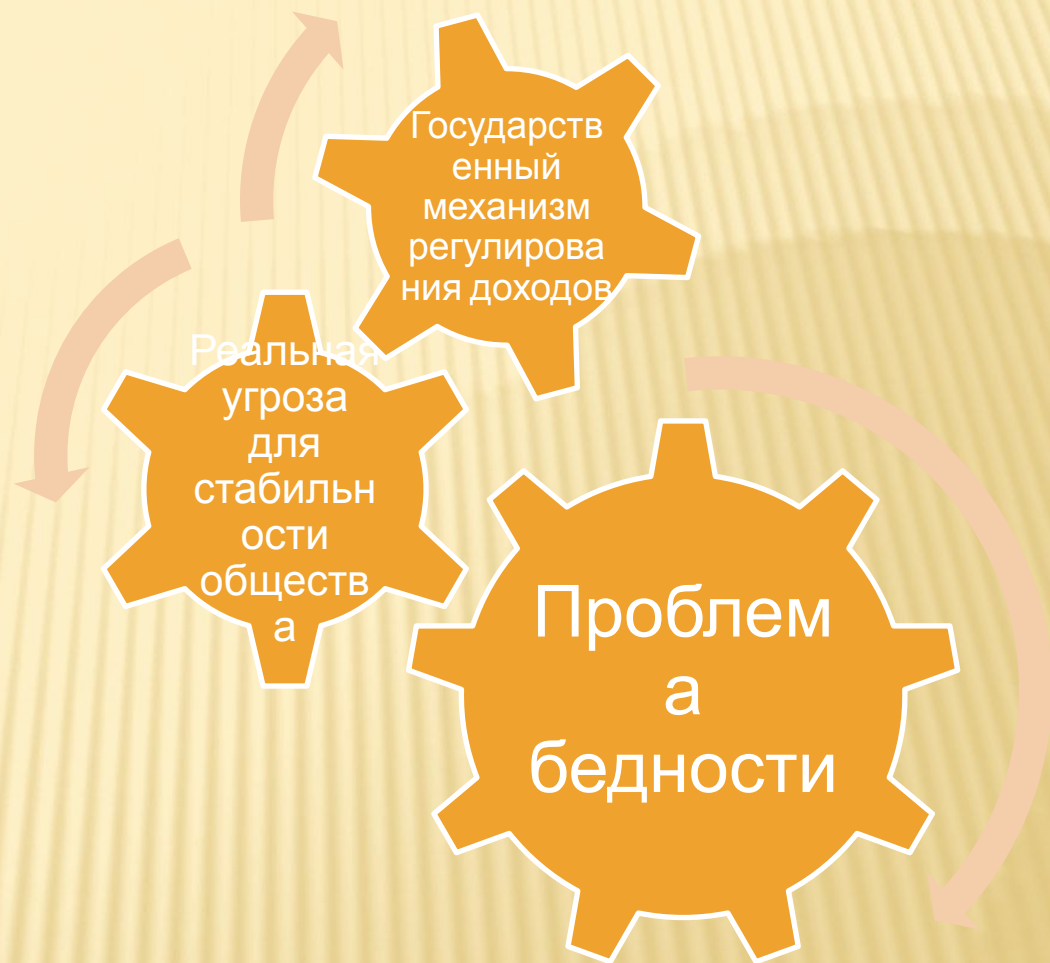 Государств
енный
механизм
регулирова
ния доходов
Реальная
угроза
для
стабильн
ости
обществ
а
Проблем
а
бедности